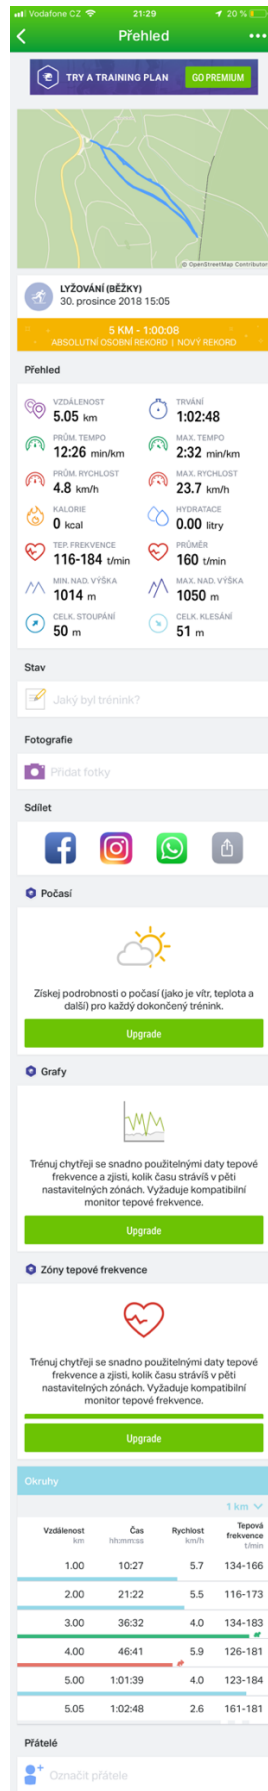 Vodafone CZ 21:29 20 %
Přehled
TRY A TRAINING PLAN GO PREMIUM
© OpenStreetMap Contributor
LYŽOVÁNÍ (BĚŽKY)
30. prosince 2018 15:05
5 KM - 1:00:08
ABSOLUTNÍ OSOBNÍ REKORD | NOVÝ REKORD
Přehled
VZDÁLENOST TRVÁNÍ
5.05 km 1:02:48
PRŮM. TEMPO MAX. TEMPO
12:26 min/km 2:32 min/km
PRŮM. RYCHLOST MAX. RYCHLOST
4.8 km/h 23.7 km/h
KALORIE HYDRATACE
0 kcal 0.00 litry
TEP. FREKVENCE PRŮMĚR
116-184 t/min 160 t/min
MIN. NAD. VÝŠKA MAX. NAD. VÝŠKA
1014 m 1050 m
CELK. STOUPÁNÍ CELK. KLESÁNÍ
50 m 51 m
Stav
Jaký byl trénink?
Fotografie
Přidat fotky
Sdílet
Počasí
Získej podrobnosti o počasí (jako je vítr, teplota a
další) pro každý dokončený trénink.
Upgrade
Grafy
Trénuj chytřeji se snadno použitelnými daty tepové
frekvence a zjisti, kolik času strávíš v pěti
nastavitelných zónách. Vyžaduje kompatibilní
monitor tepové frekvence.
Upgrade
Zóny tepové frekvence
Trénuj chytřeji se snadno použitelnými daty tepové
frekvence a zjisti, kolik času strávíš v pěti
nastavitelných zónách. Vyžaduje kompatibilní
monitor tepové frekvence.
Upgrade
Okruhy
1 km
Vzdálenost Čas Rychlost Tepová
frekvence
km hh:mm:ss km/h t/min
1.00 10:27 5.7 134-166
2.00 21:22 5.5 116-173
3.00 36:32 4.0 134-183
4.00 46:41 5.9 126-181
5.00 1:01:39 4.0 123-184
5.05 1:02:48 2.6 161-181
Přátelé
Označit přátele